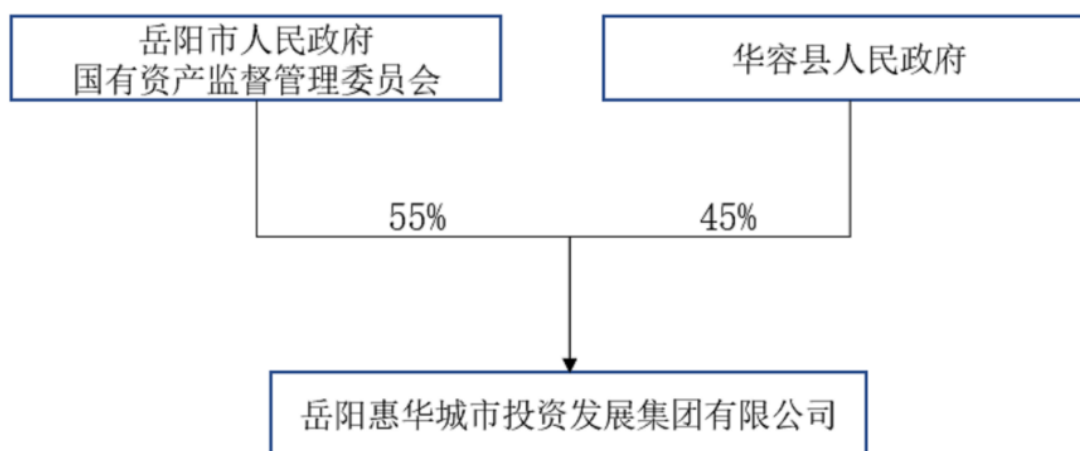 岳阳市人民政府
国有资产监督管理委员会
华容县人民政府
55%
45%
岳阳惠华城市投资发展集团有限公司